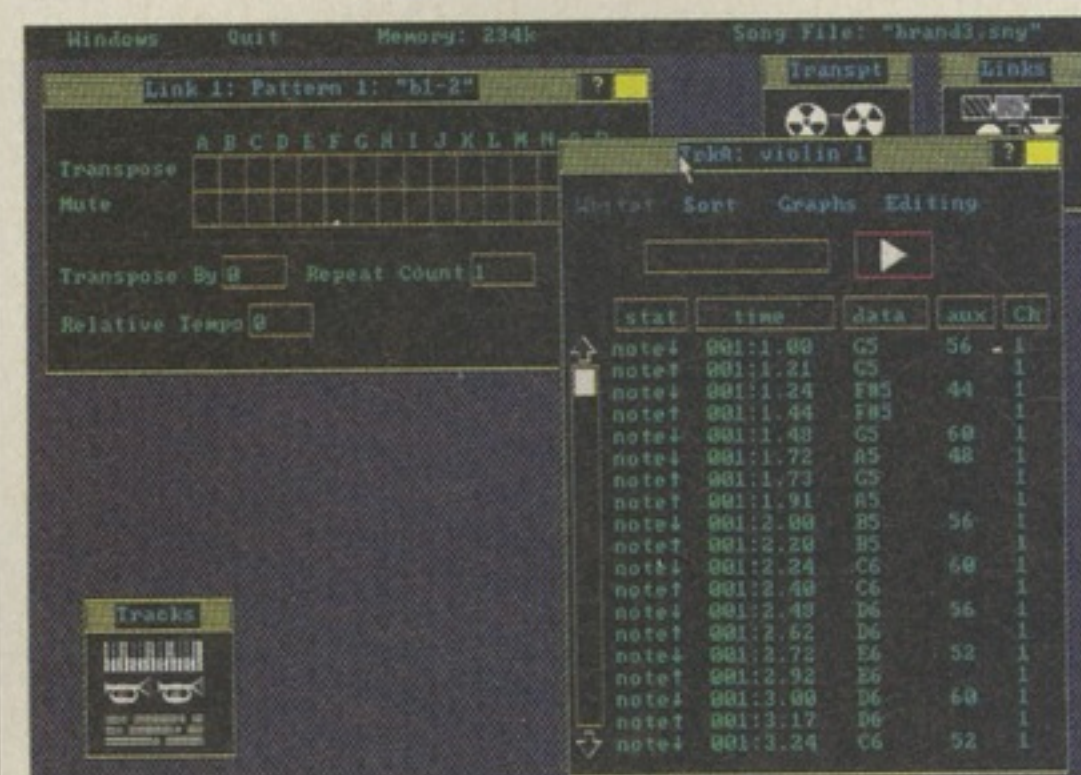 Windows Quit Memory: 234k Song File: "brand3.sng"
Transpt Links
Link 1: Pattern 1: "b1-2" ?
A B C D E F G H I J K L M N O P
Transpose
Mute
Transpose By 0 Repeat Count 1
Relative Tempo 0
TrkA: violin 1 ?
Sort Graphs Editing
stat time data aux Ch
note↓ 001:1.00 G5 56 1
note↑ 001:1.21 G5 1
note↓ 001:1.24 F#5 44 1
note↑ 001:1.44 F#5 1
note↓ 001:1.48 G5 60 1
note↓ 001:1.72 A5 48 1
note↑ 001:1.73 G5 1
note↑ 001:1.91 A5 1
note↓ 001:2.00 B5 56 1
note↑ 001:2.20 B5 1
note↓ 001:2.24 C6 60 1
note↑ 001:2.40 C6 1
note↓ 001:2.48 D6 56 1
note↑ 001:2.62 D6 1
note↓ 001:2.72 E6 52 1
note↑ 001:2.92 E6 1
note↓ 001:3.00 D6 60 1
note↑ 001:3.17 D6 1
note↓ 001:3.24 C6 52 1
Tracks